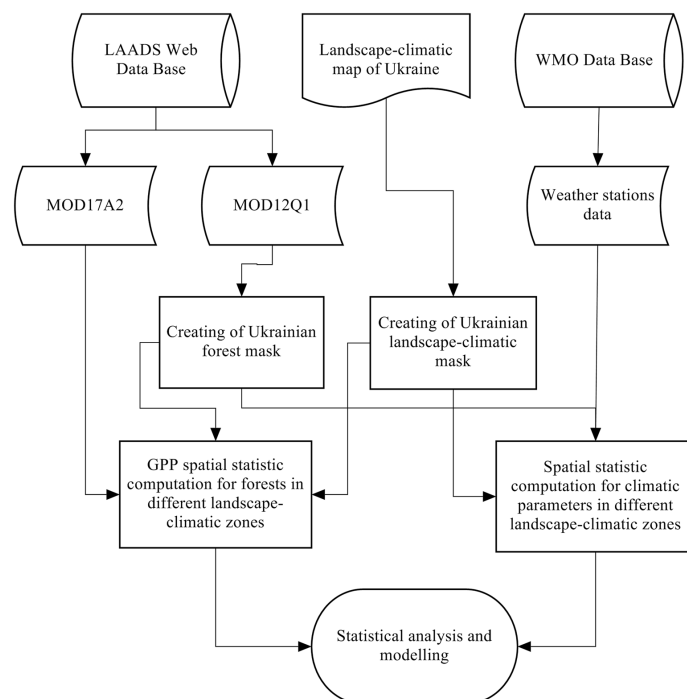 LAADS Web
Data Base
Landscape-climatic
map of Ukraine
WMO Data Base
MOD17A2
MOD12Q1
Weather stations
data
Creating of Ukrainian
forest mask
Creating of Ukrainian
landscape-climatic
mask
GPP spatial statistic
computation for forests in
different landscape-
climatic zones
Spatial statistic
computation for climatic
parameters in different
landscape-climatic zones
Statistical analysis and
modelling